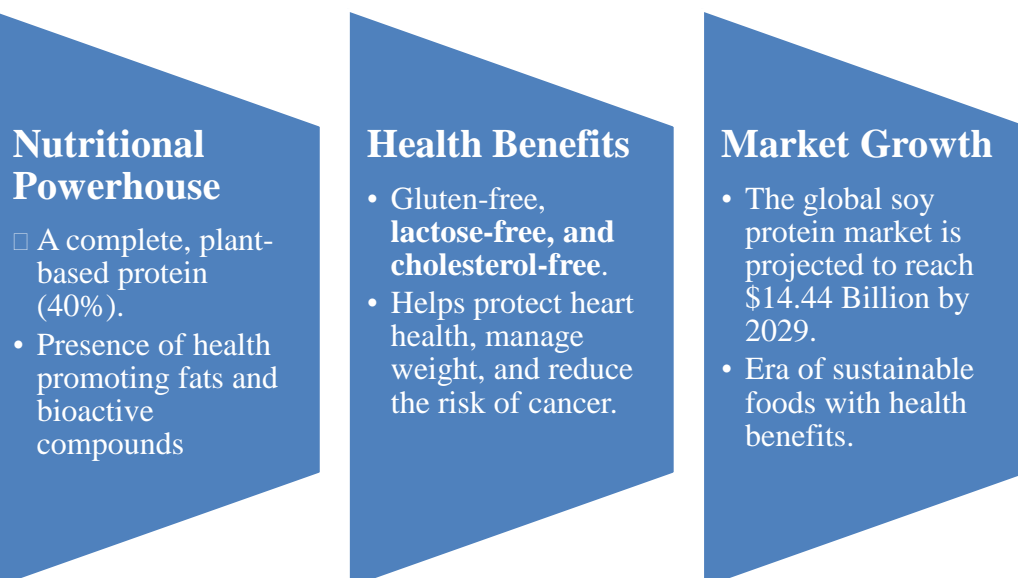 Nutritional
Powerhouse
□ A complete, plant-
based protein
(40%).
• Presence of health
promoting fats and
bioactive
compounds
Health Benefits
• Gluten-free,
lactose-free, and
cholesterol-free.
• Helps protect heart
health, manage
weight, and reduce
the risk of cancer.
Market Growth
• The global soy
protein market is
projected to reach
$14.44 Billion by
2029.
• Era of sustainable
foods with health
benefits.